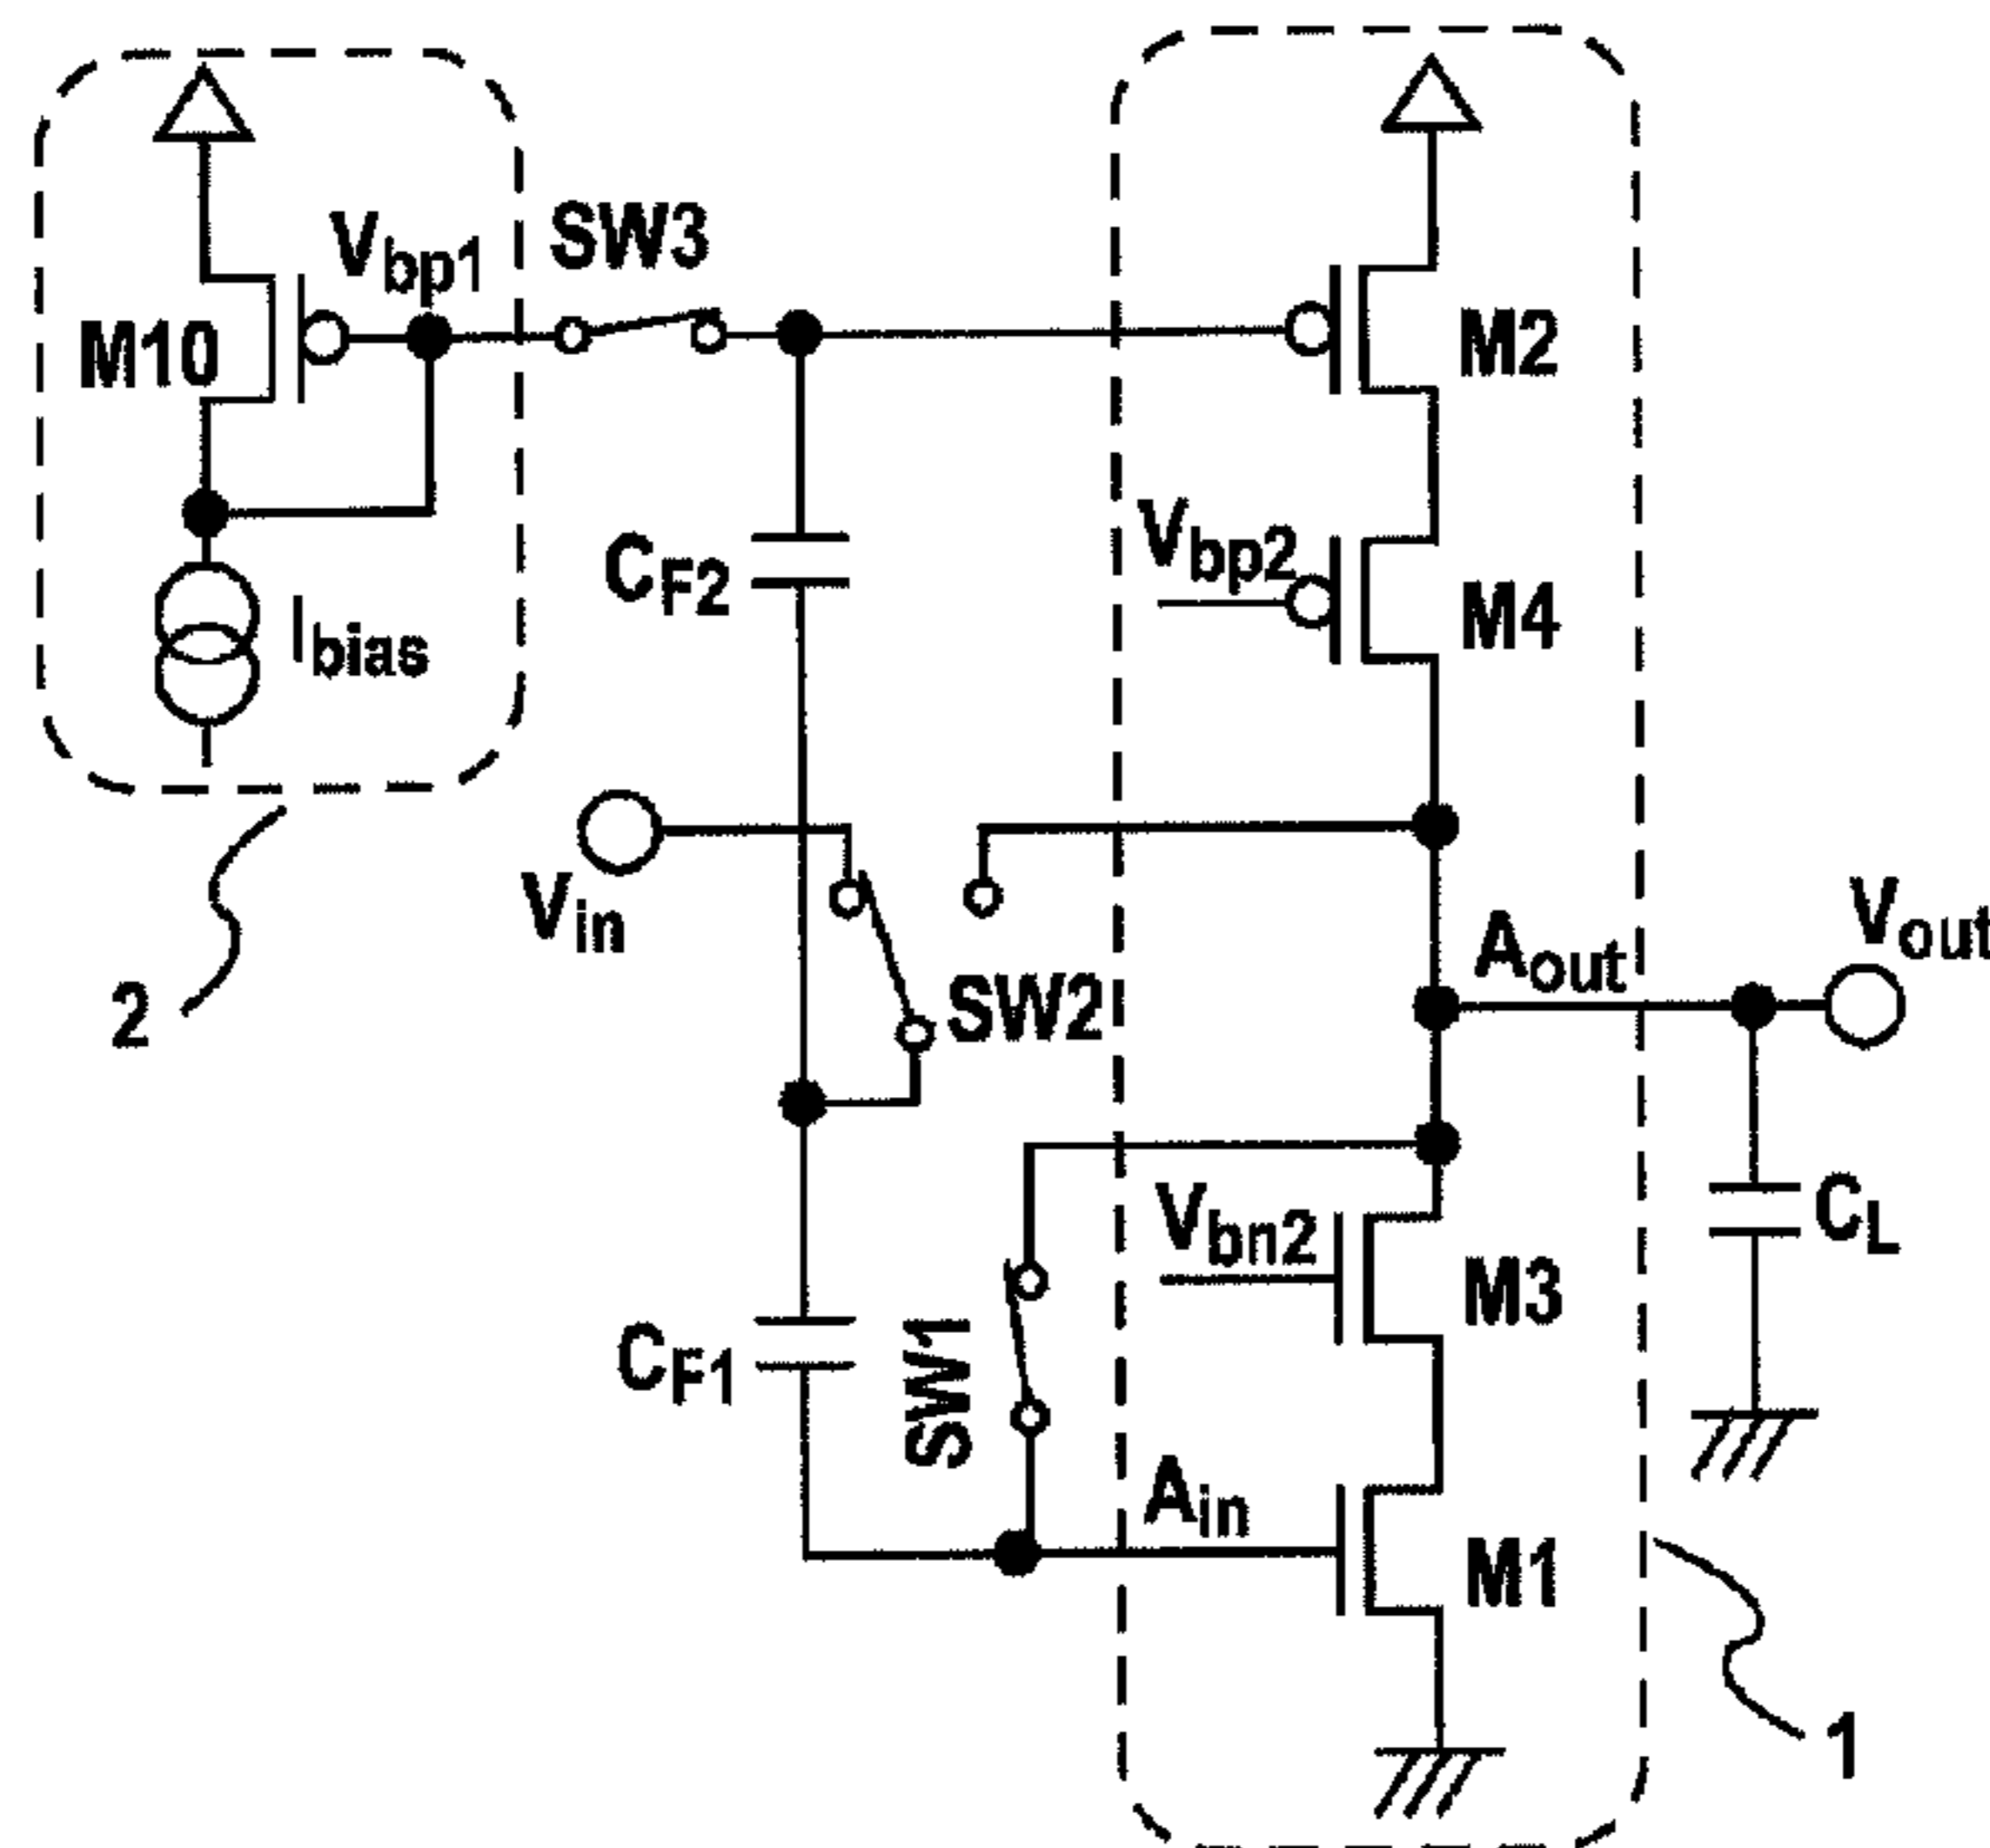 Vbp1
SW3
M10
M2
CF2
Vbp2
M4
Ibias
Vin
Vout
Aout
SW2
2
Vbn2
CL
M3
CF1
SW1
Ain
M1
1